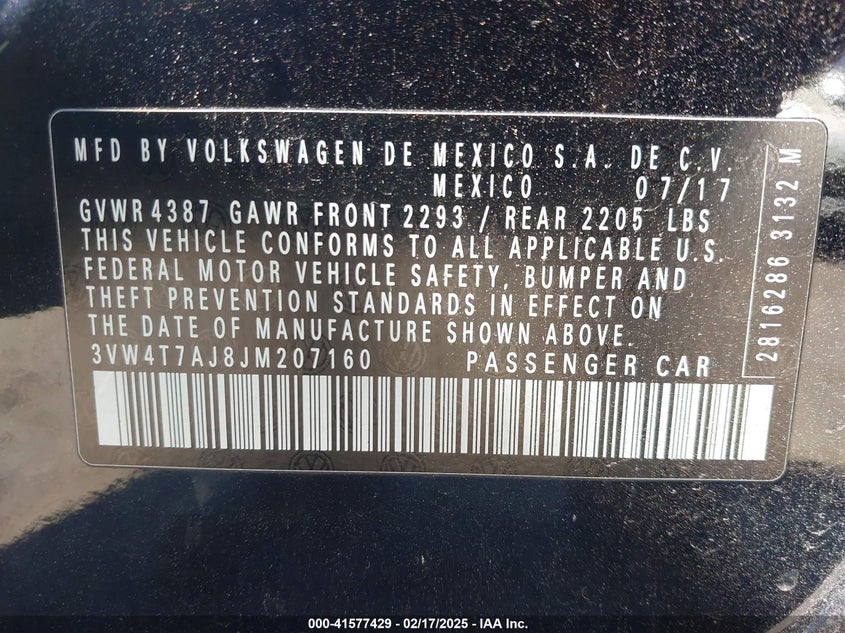 MFD BY VOLKSWAGEN DE MEXICO S.A. DE C.V.
MEXICO 07/17
GVWR 4387 GAWR FRONT 2293 / REAR 2205 LBS
THIS VEHICLE CONFORMS TO ALL APPLICABLE U.S.
FEDERAL MOTOR VEHICLE SAFETY, BUMPER AND
THEFT PREVENTION STANDARDS IN EFFECT ON
THE DATE OF MANUFACTURE SHOWN ABOVE.
3VW4T7AJ8JM207160 PASSENGER CAR
2816286 3132 M
000-41577429 - 02/17/2025 - IAA Inc.